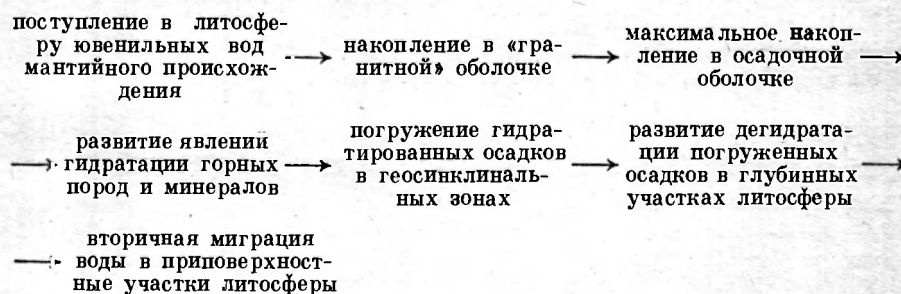 поступление в литосфе-
ру ювенильных вод
мантийного происхож-
дения
→ накопление в «гра-
нитной» оболочке
→ максимальное накоп-
ление в осадочной
оболочке →
→ развитие явлений
гидратации горных
пород и минералов
→ погружение гидра-
тированных осадков
в геосинклиналь-
ных зонах
→ развитие дегидрата-
ции погруженных
осадков в глубинных
участках литосферы →
→ вторичная миграция
воды в приповерхност-
ные участки литосферы